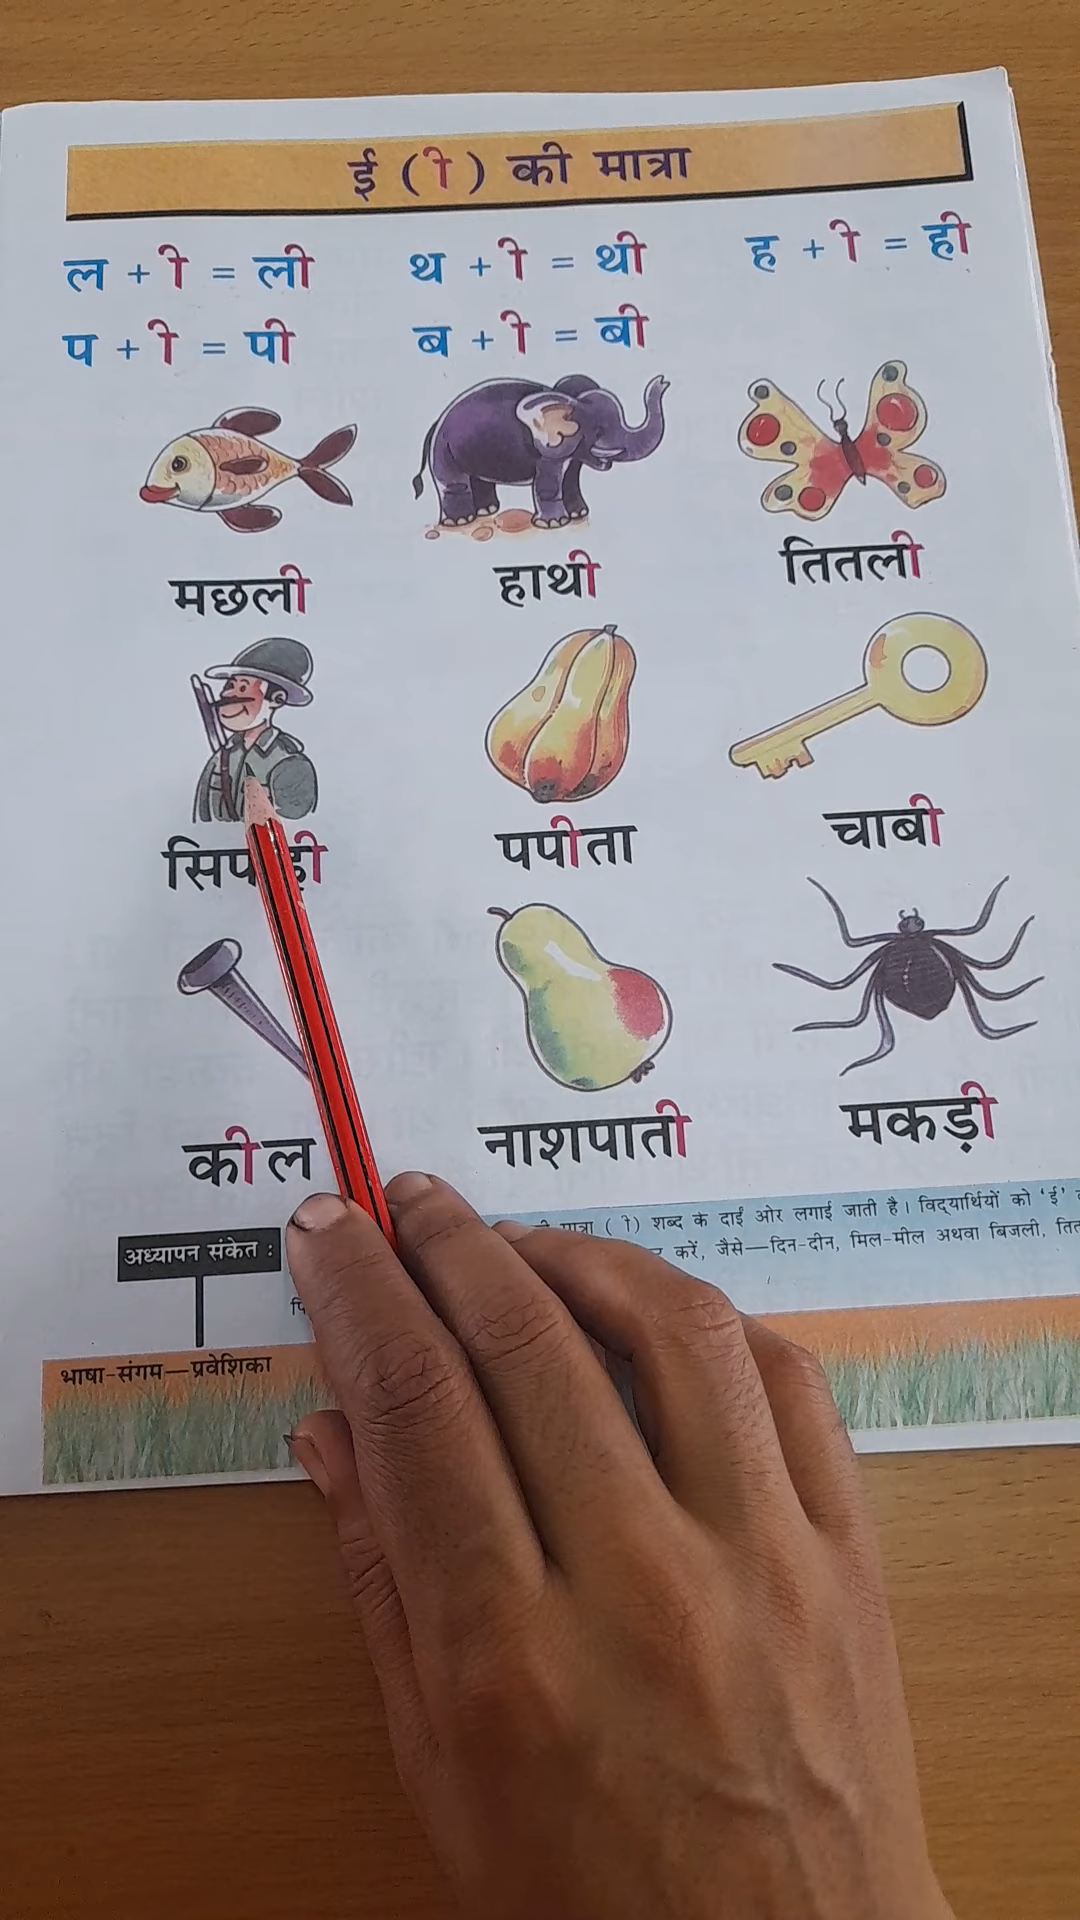 ई (ी) की मात्रा
ल + ी = ली थ + ी = थी ह + ी = ही
प + ी = पी ब + ी = बी
मछली हाथी तितली
पपीता चाबी
कील नाशपाती मकड़ी
मात्रा (ी) शब्द के दाईं ओर लगाई जाती है। विद्यार्थियों को 'ई'
अध्यापन संकेत : करें, जैसे—दिन-दीन, मिल-मील अथवा बिजली,
भाषा-संगम—प्रवेशिका